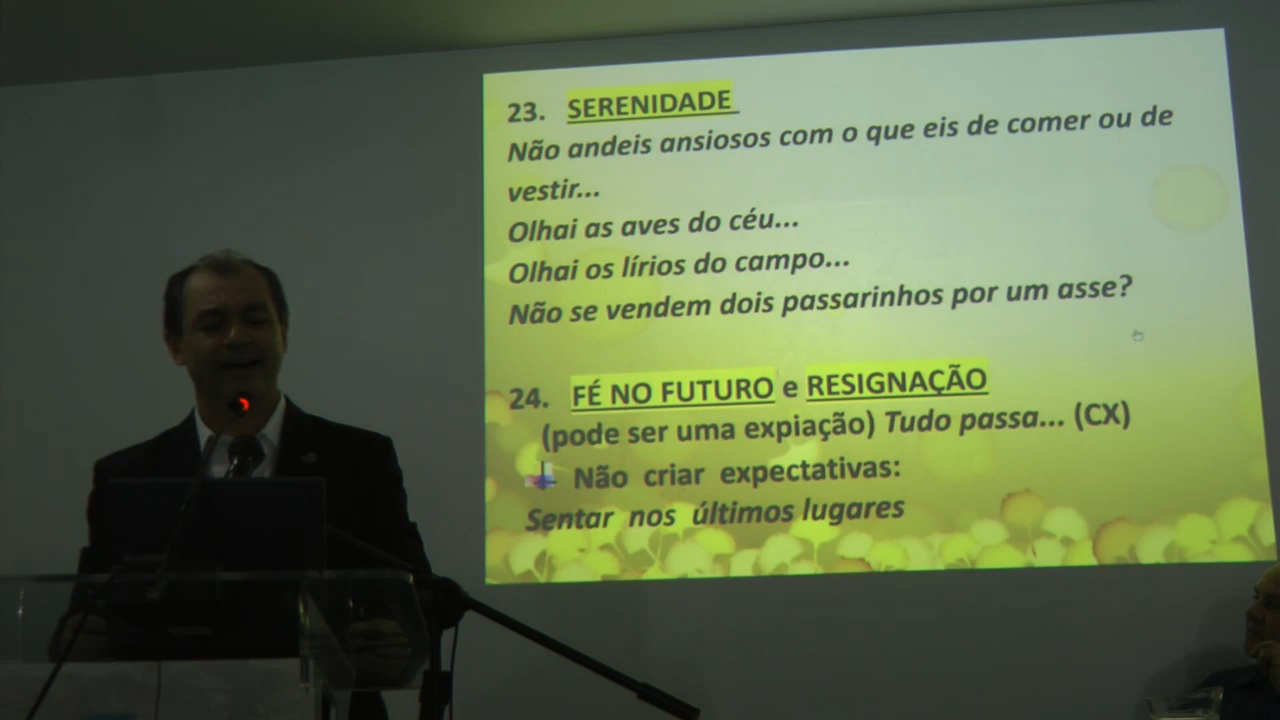 23. SERENIDADE
Não andeis ansiosos com o que eis de comer ou de
vestir...
Olhai as aves do céu...
Olhai os lírios do campo...
Não se vendem dois passarinhos por um asse?
24. FÉ NO FUTURO e RESIGNAÇÃO
(pode ser uma expiação) Tudo passa... (CX)
Não criar expectativas:
Sentar nos últimos lugares